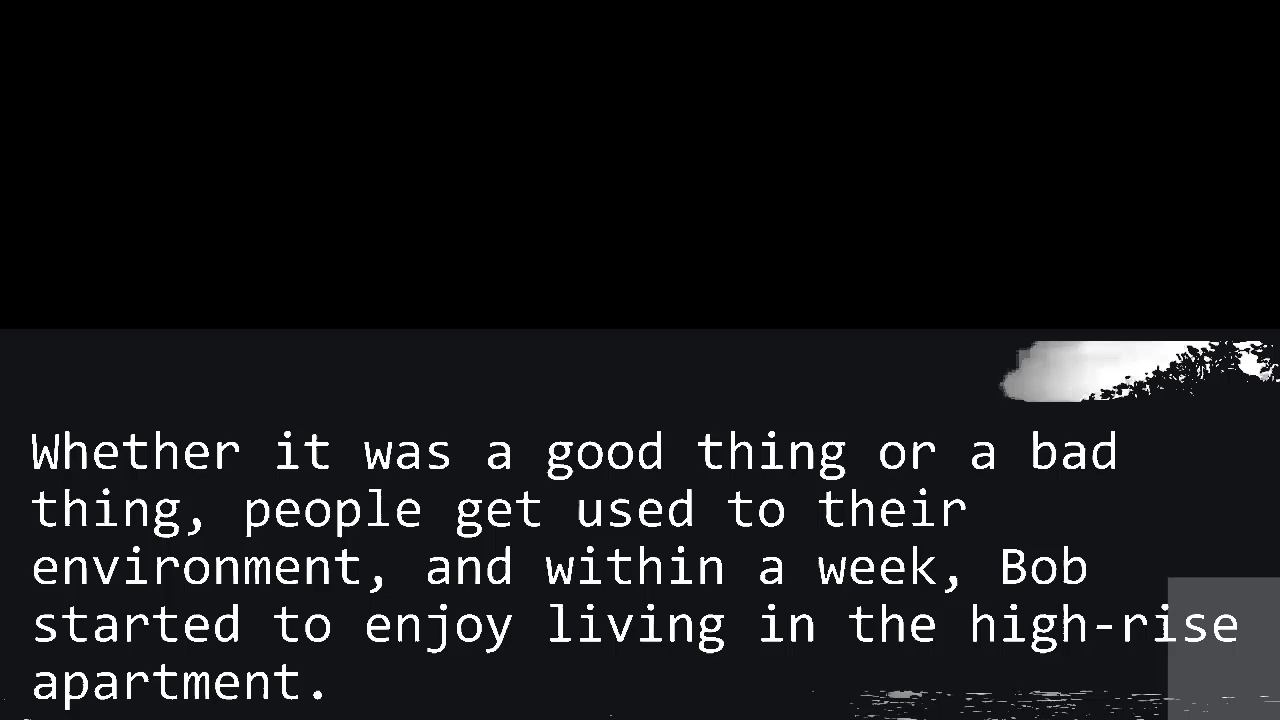 Whether it was a good thing or a bad
thing, people get used to their
environment, and within a week, Bob
started to enjoy living in the high-rise
apartment.